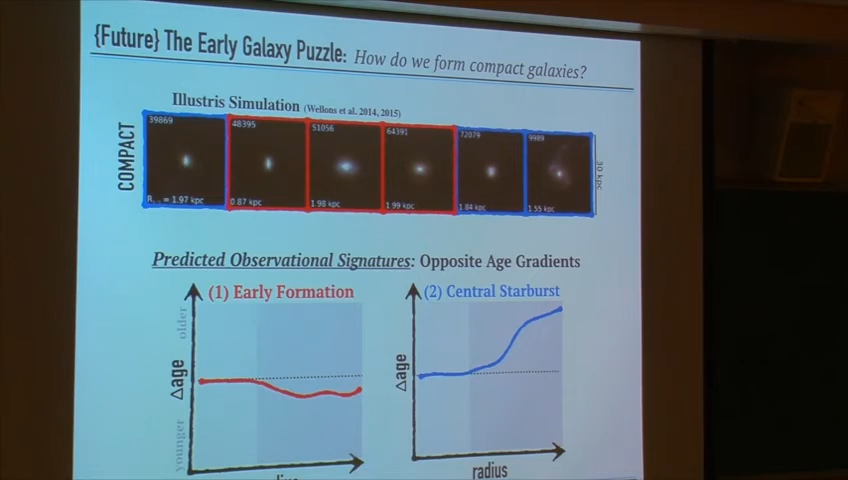 {Future} The Early Galaxy Puzzle: How do we form compact galaxies?
Illustris Simulation (Wellons et al. 2014, 2015)
COMPACT
39869 48395 51056 64391 72079 9989
= 1.97 kpc 0.87 kpc 1.98 kpc 1.99 kpc 1.84 kpc 1.55 kpc
30 kpc
Predicted Observational Signatures: Opposite Age Gradients
(1) Early Formation
older
Δage
younger
(2) Central Starburst
Δage
radius